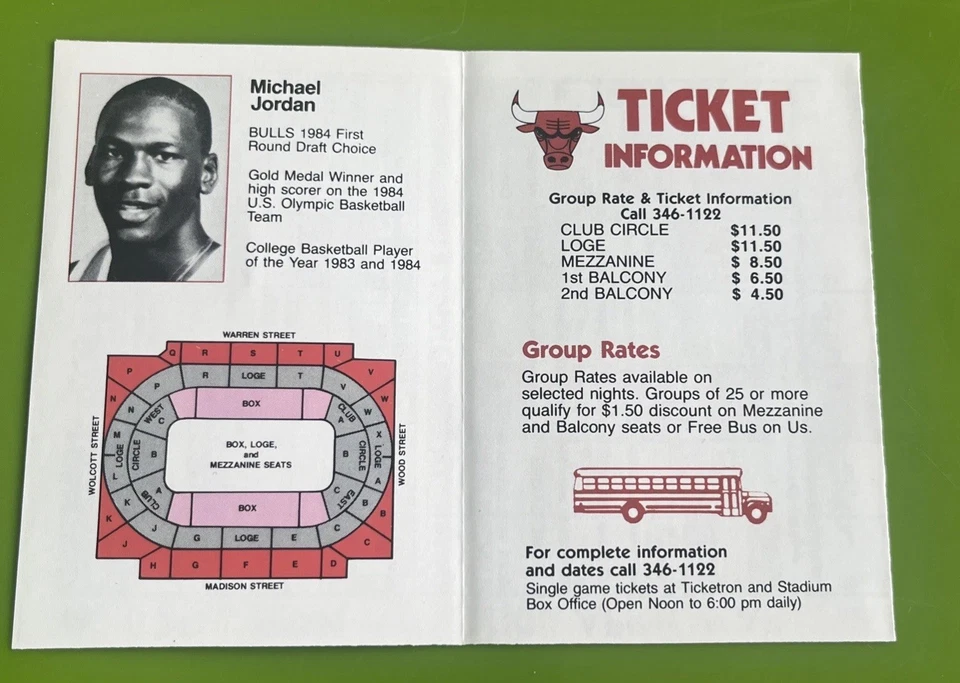 Michael
Jordan
BULLS 1984 First
Round Draft Choice
Gold Medal Winner and
high scorer on the 1984
U.S. Olympic Basketball
Team
College Basketball Player
of the Year 1983 and 1984
WARREN STREET
Q R S T U
P R LOGE T V
P V
N N WEST C BOX CLUB A W W
WOLCOTT STREET
M LOGE L
CIRCLE B
BOX, LOGE,
and
MEZZANINE SEATS
B CIRCLE
X LOGE A
WOOD STREET
K K CLUB A BOX C EAST B B
J J G LOGE E C C
H G F E D
MADISON STREET
TICKET
INFORMATION
Group Rate & Ticket Information
Call 346-1122
CLUB CIRCLE $11.50
LOGE $11.50
MEZZANINE $ 8.50
1st BALCONY $ 6.50
2nd BALCONY $ 4.50
Group Rates
Group Rates available on
selected nights. Groups of 25 or more
qualify for $1.50 discount on Mezzanine
and Balcony seats or Free Bus on Us.
For complete information
and dates call 346-1122
Single game tickets at Ticketron and Stadium
Box Office (Open Noon to 6:00 pm daily)